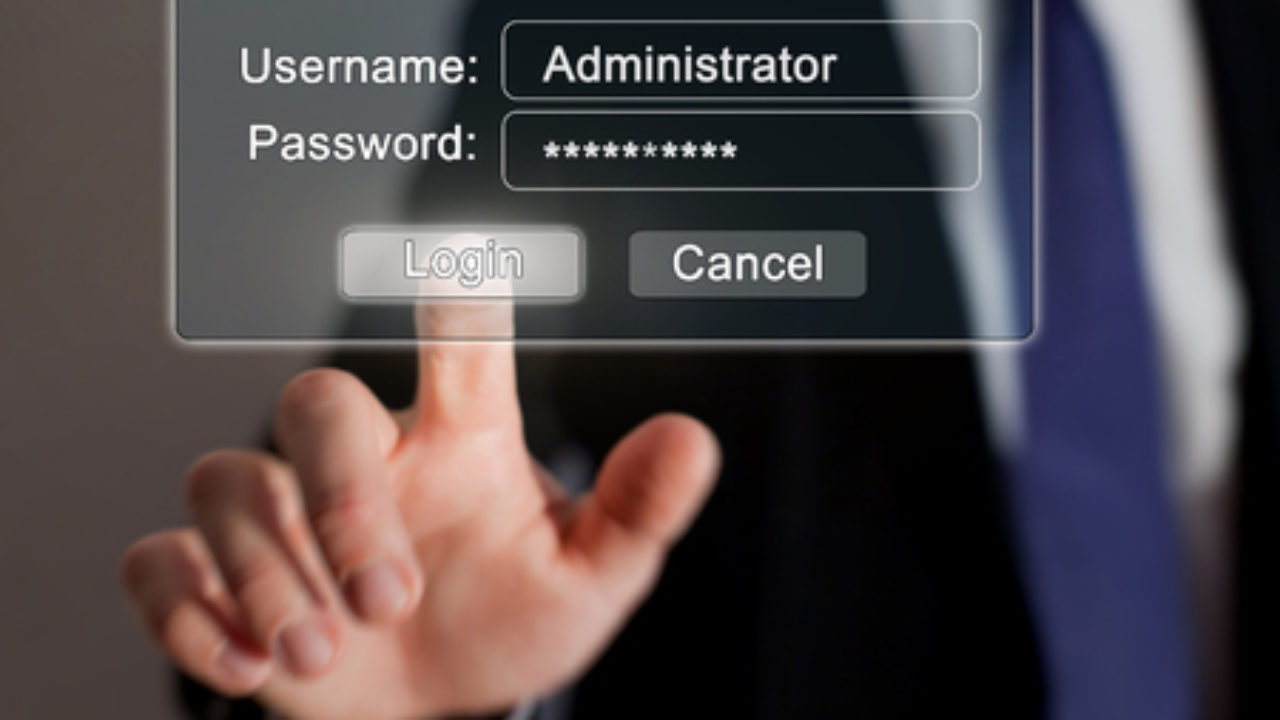 Username: Administrator
Password: **********
Login Cancel